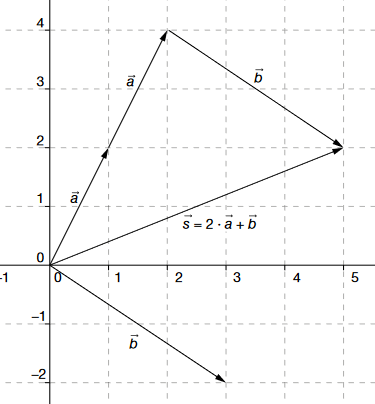 4
3
2
1
0
−1
−2
-1 0 1 2 3 4 5
a⃗
a⃗
b⃗
s⃗ = 2 · a⃗ + b⃗
b⃗